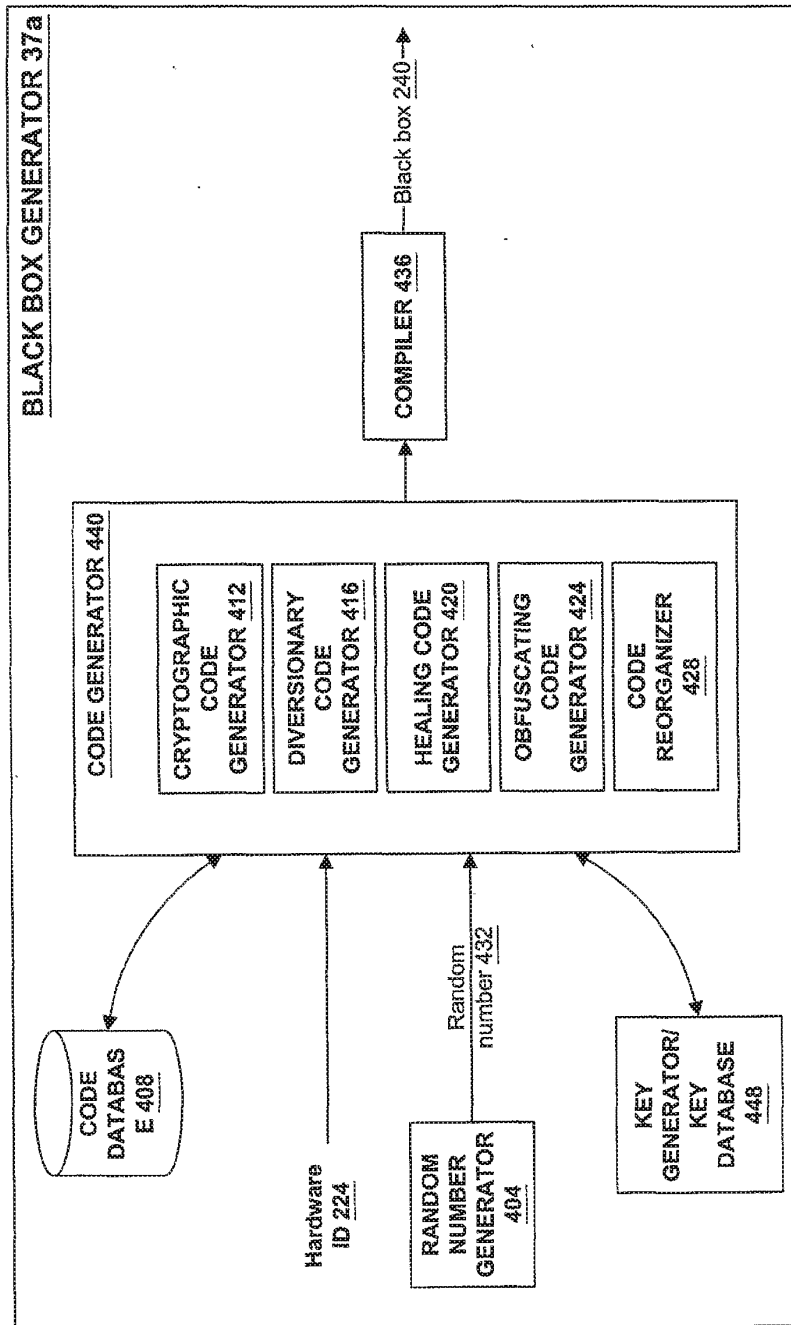 BLACK BOX GENERATOR 37a
CODE
DATABAS
E 408
Hardware
ID 224
RANDOM
NUMBER
GENERATOR
404
Random
number 432
KEY
GENERATOR/
KEY
DATABASE
448
CODE GENERATOR 440
CRYPTOGRAPHIC
CODE
GENERATOR 412
DIVERSIONARY
CODE
GENERATOR 416
HEALING CODE
GENERATOR 420
OBFUSCATING
CODE
GENERATOR 424
CODE
REORGANIZER
428
COMPILER 436
Black box 240